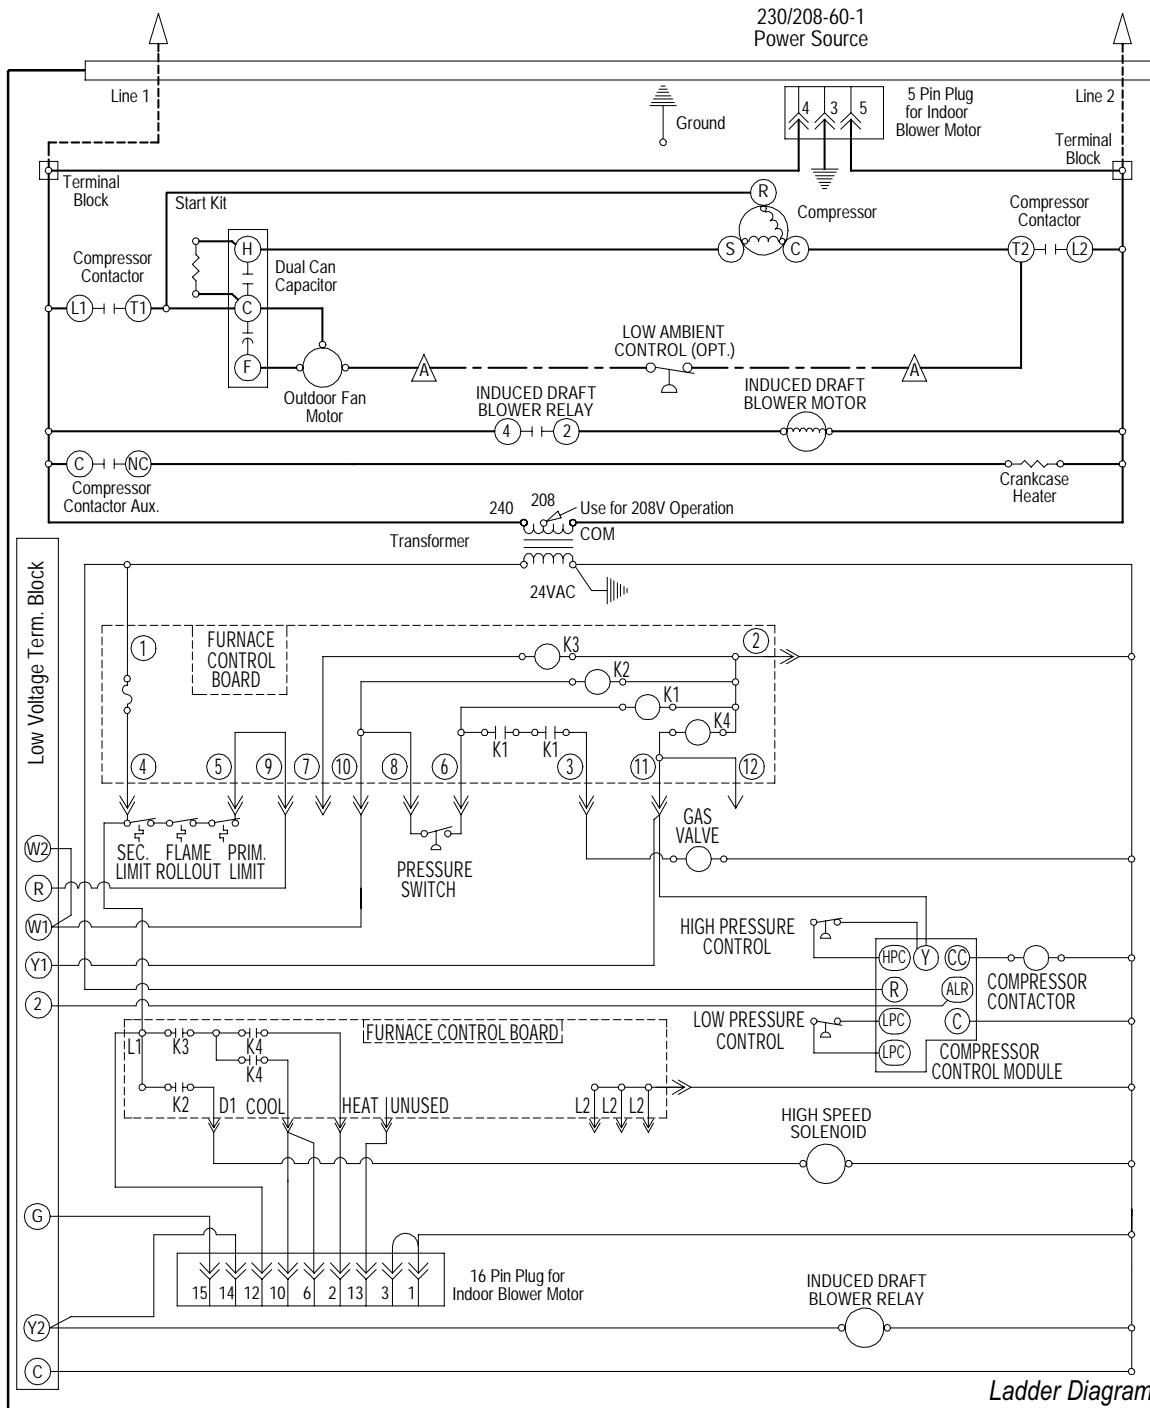 230/208-60-1
Power Source
Line 1
Ground
4 3 5
5 Pin Plug
for Indoor
Blower Motor
Line 2
Terminal
Block
Terminal
Block
Start Kit
R
Compressor
S C
Compressor
Contactor
T2 L2
Compressor
Contactor
L1 T1
H
C
F
Dual Can
Capacitor
LOW AMBIENT
CONTROL (OPT.)
A A
Outdoor Fan
Motor
INDUCED DRAFT
BLOWER RELAY
4 2
INDUCED DRAFT
BLOWER MOTOR
C NC
Compressor
Contactor Aux.
Crankcase
Heater
240 208 Use for 208V Operation
COM
Transformer
24VAC
Low Voltage Term. Block
1
FURNACE
CONTROL
BOARD
K3
2
K2
K1
K4
K1 K1
4 5 9 7 10 8 6 3 11 12
SEC.
LIMIT
FLAME
ROLLOUT
PRIM.
LIMIT
PRESSURE
SWITCH
GAS
VALVE
W2
R
W1
Y1
2
HIGH PRESSURE
CONTROL
HPC Y CC
R ALR
LPC C
LPC
COMPRESSOR
CONTACTOR
LOW PRESSURE
CONTROL
COMPRESSOR
CONTROL MODULE
FURNACE CONTROL BOARD
L1 K3 K4
K4
K2
D1 COOL HEAT UNUSED
L2 L2 L2
HIGH SPEED
SOLENOID
G
15 14 12 10 6 2 13 3 1
16 Pin Plug for
Indoor Blower Motor
INDUCED DRAFT
BLOWER RELAY
Y2
C
Ladder Diagram